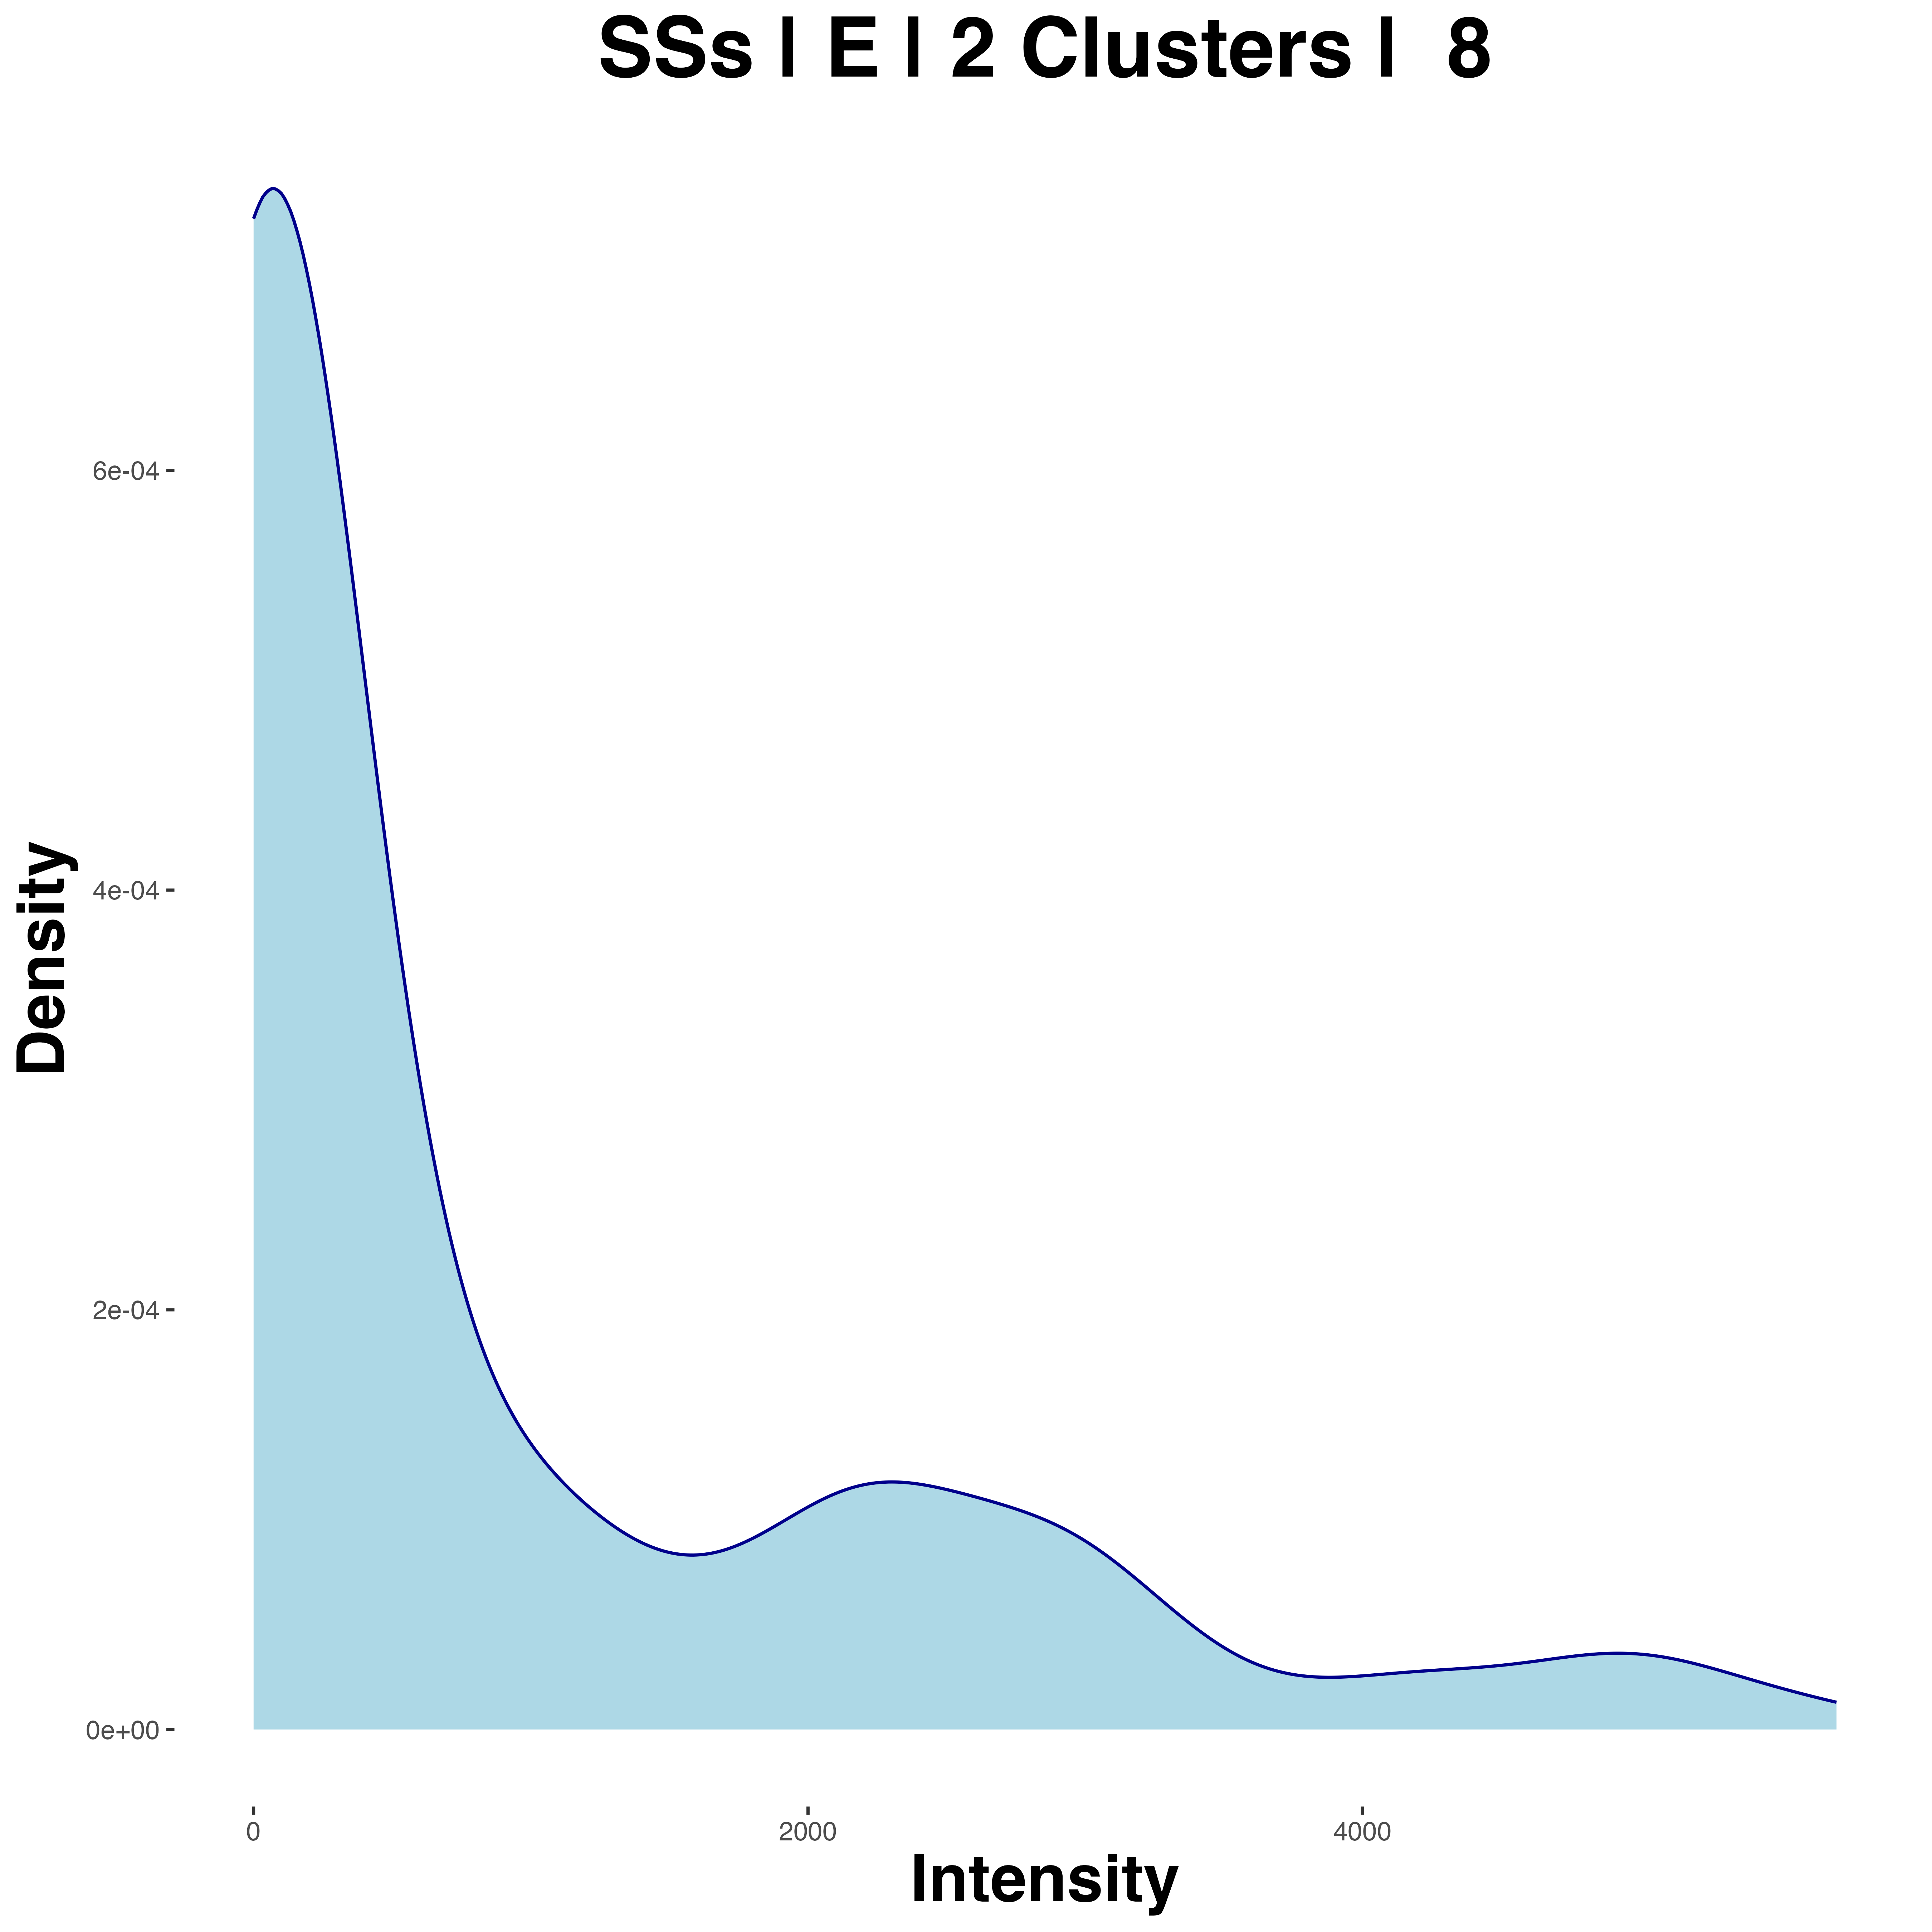 SSs | E | 2 Clusters | 8
6e-04
4e-04
2e-04
0e+00
Density
0 2000 4000
Intensity